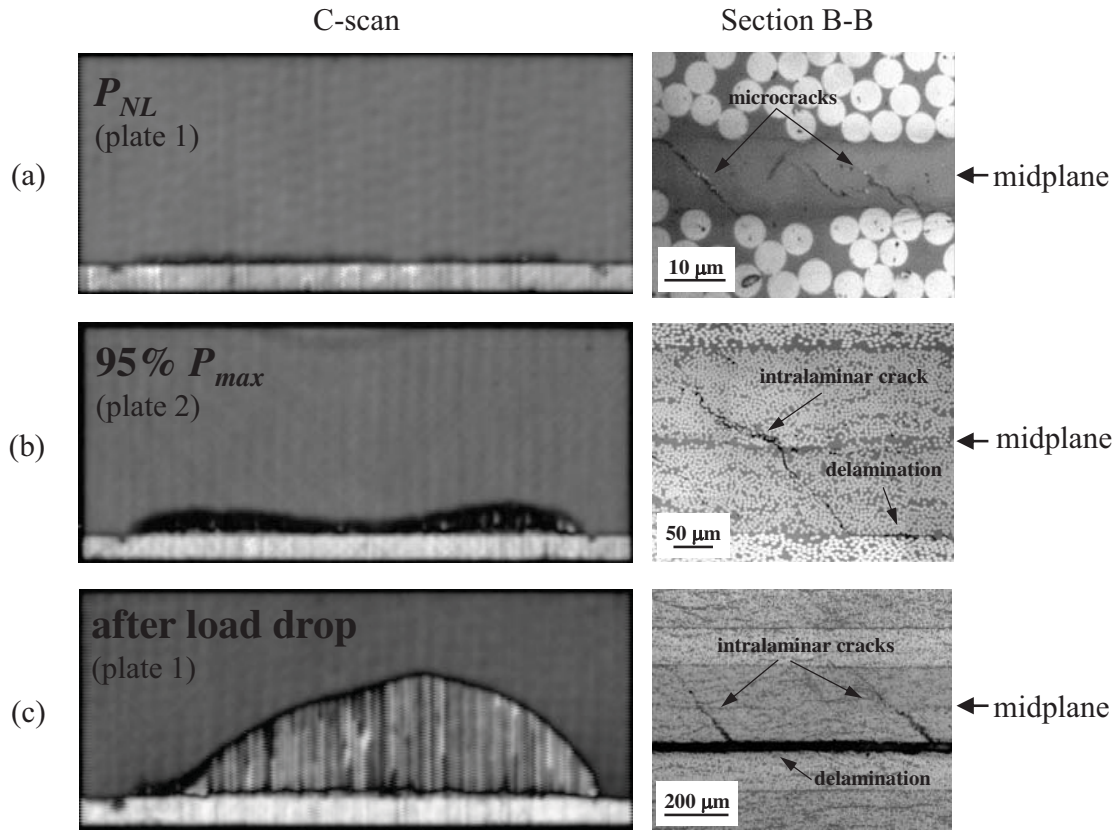 C-scan
Section B-B
(a)
P_NL
(plate 1)
microcracks
midplane
10 μm
(b)
95% P_max
(plate 2)
intralaminar crack
midplane
delamination
50 μm
(c)
after load drop
(plate 1)
intralaminar cracks
midplane
delamination
200 μm